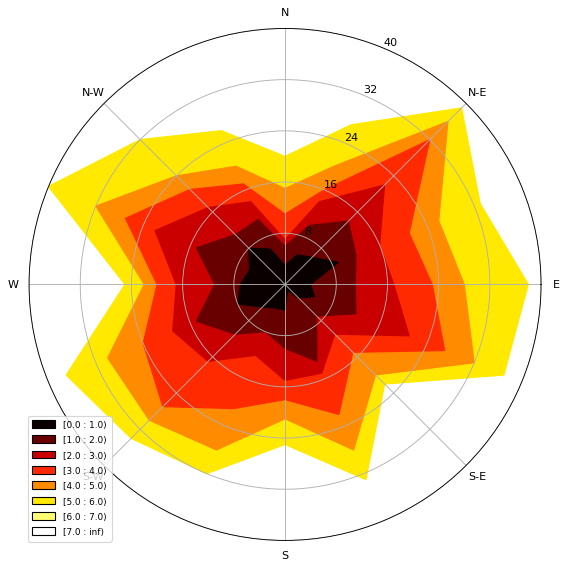 N
40
N-W
32
N-E
24
16
8
W
E
[0.0 : 1.0)
[1.0 : 2.0)
[2.0 : 3.0)
[3.0 : 4.0)
[4.0 : 5.0)
[5.0 : 6.0)
[6.0 : 7.0)
[7.0 : inf)
S-W
S-E
S